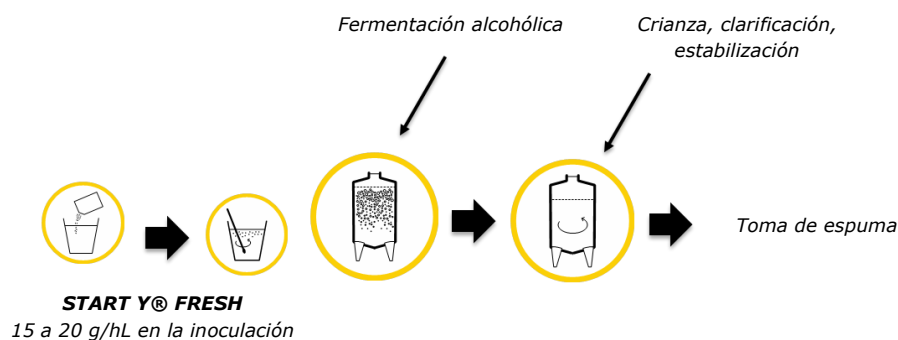 Fermentación alcohólica
Crianza, clarificación,
estabilización
Toma de espuma
START Y® FRESH
15 a 20 g/hL en la inoculación